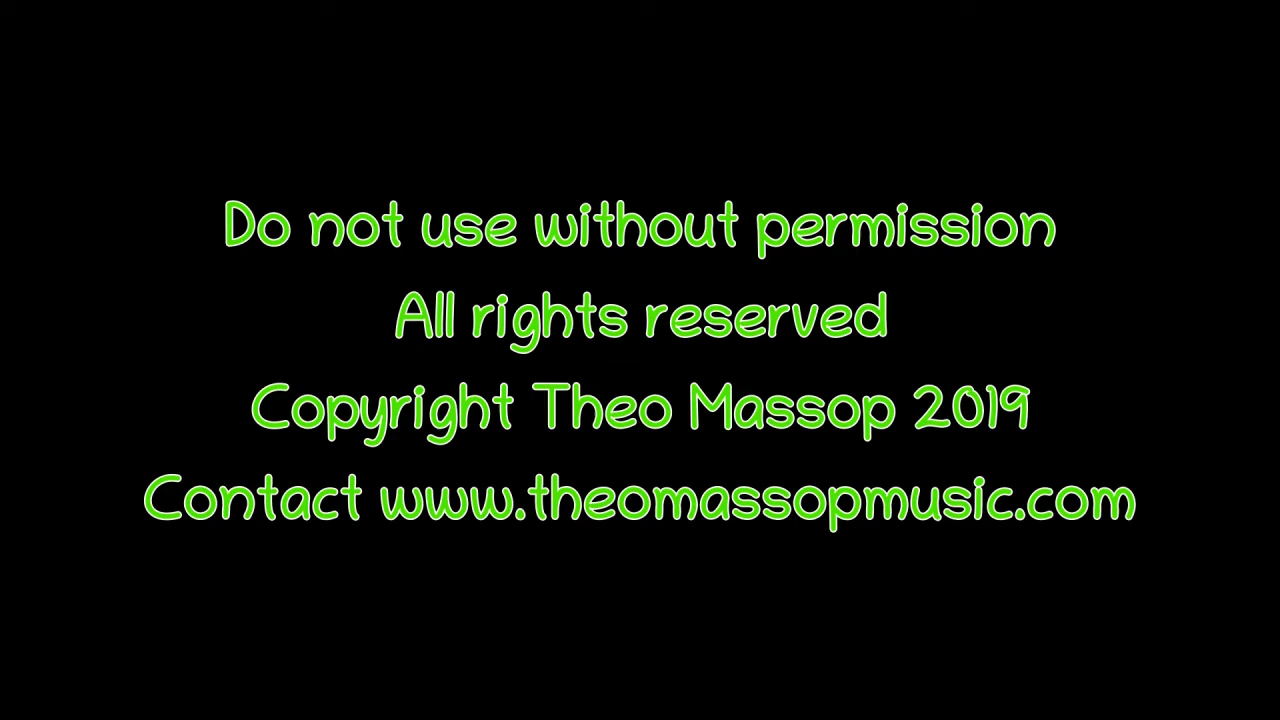 Do not use without permission
All rights reserved
Copyright Theo Massop 2019
Contact www.theomassopmusic.com